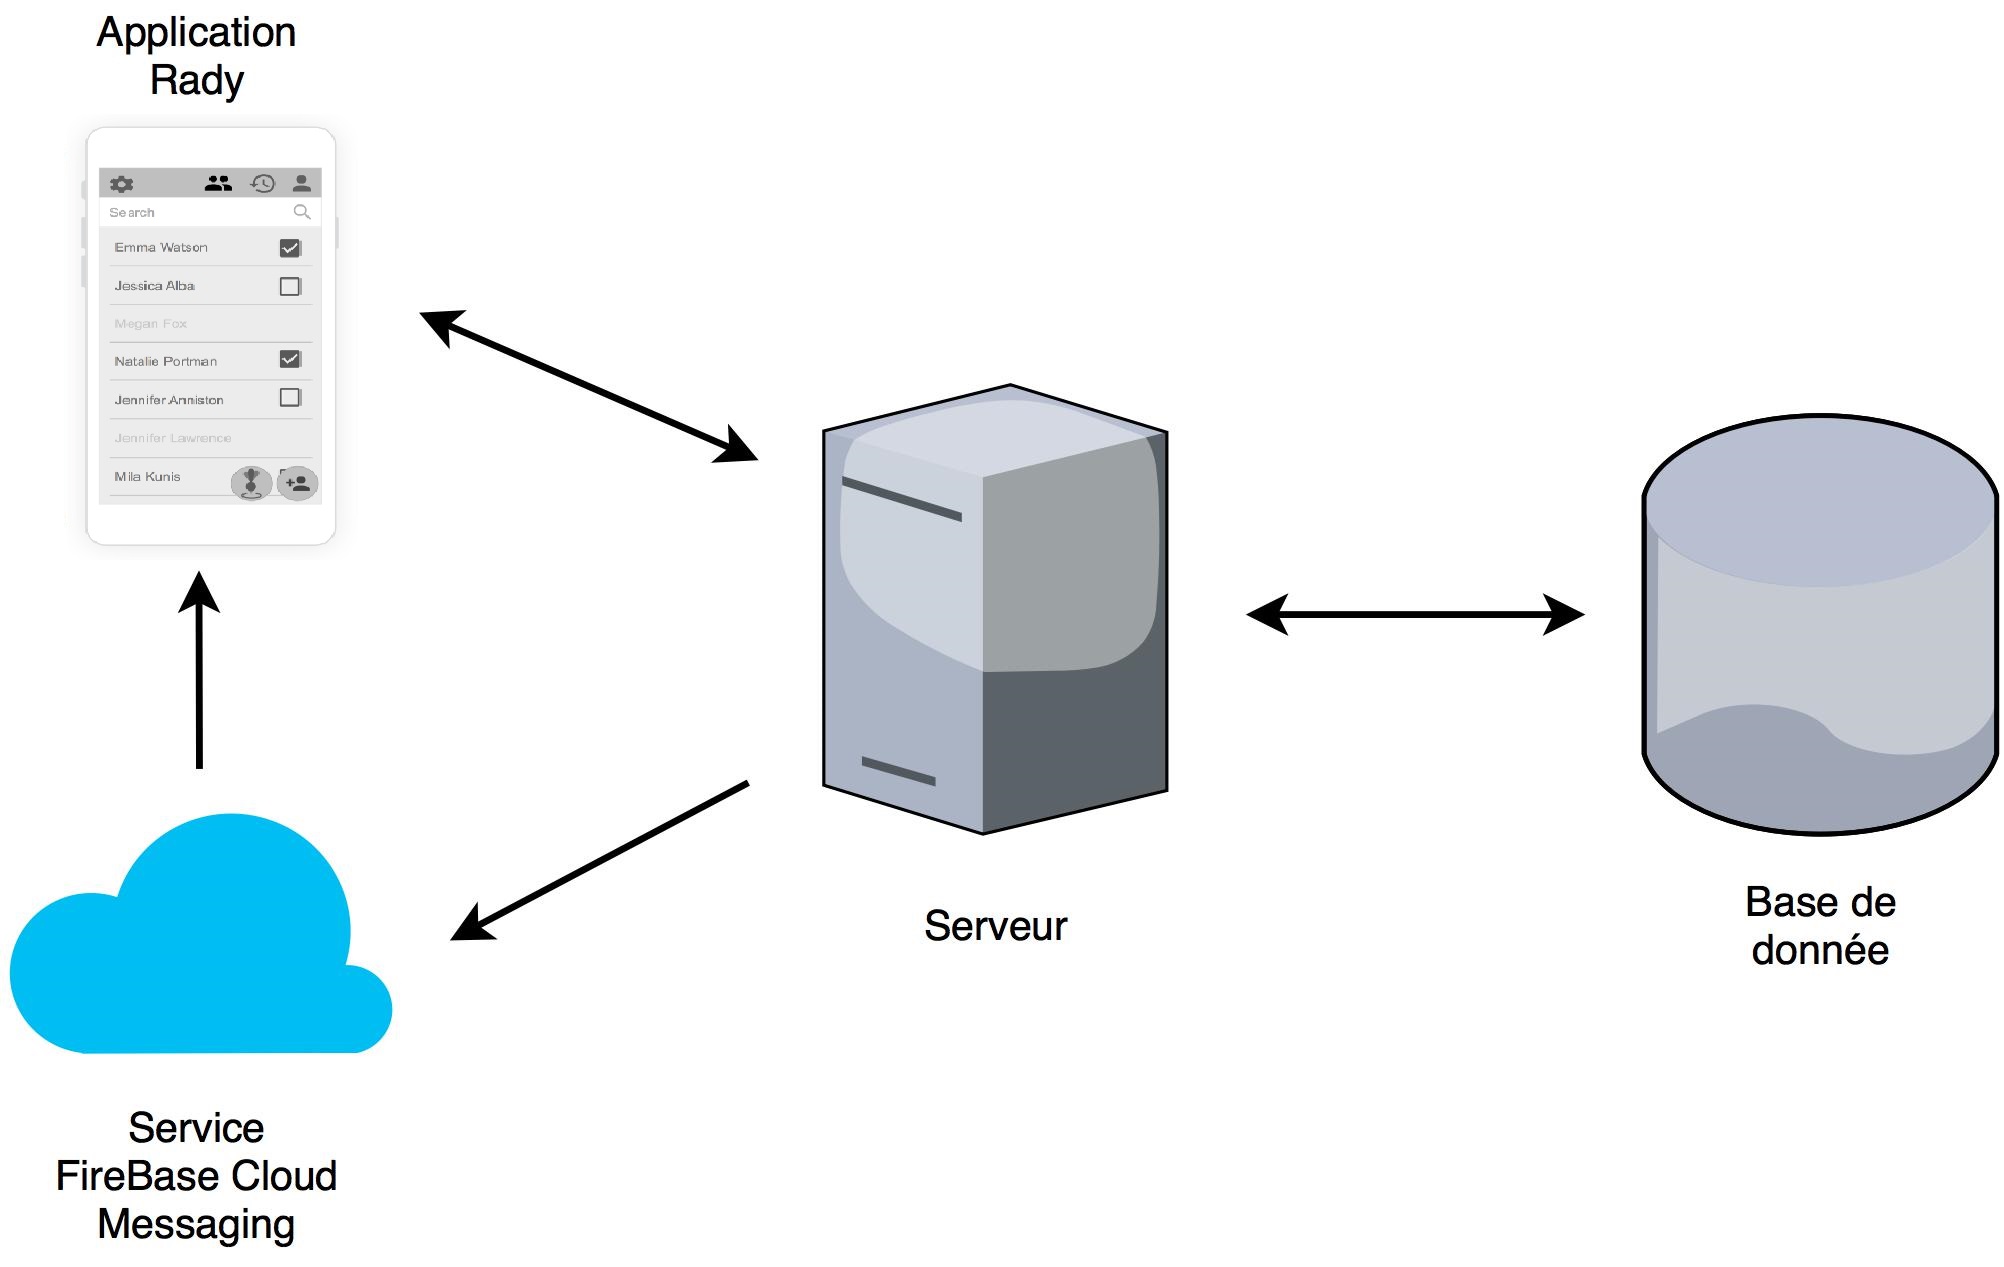 Application
Rady
Search
Emma Watson
Jessica Alba
Megan Fox
Natalie Portman
Jennifer Anniston
Jennifer Lawrence
Mila Kunis
Serveur
Base de
donnée
Service
FireBase Cloud
Messaging